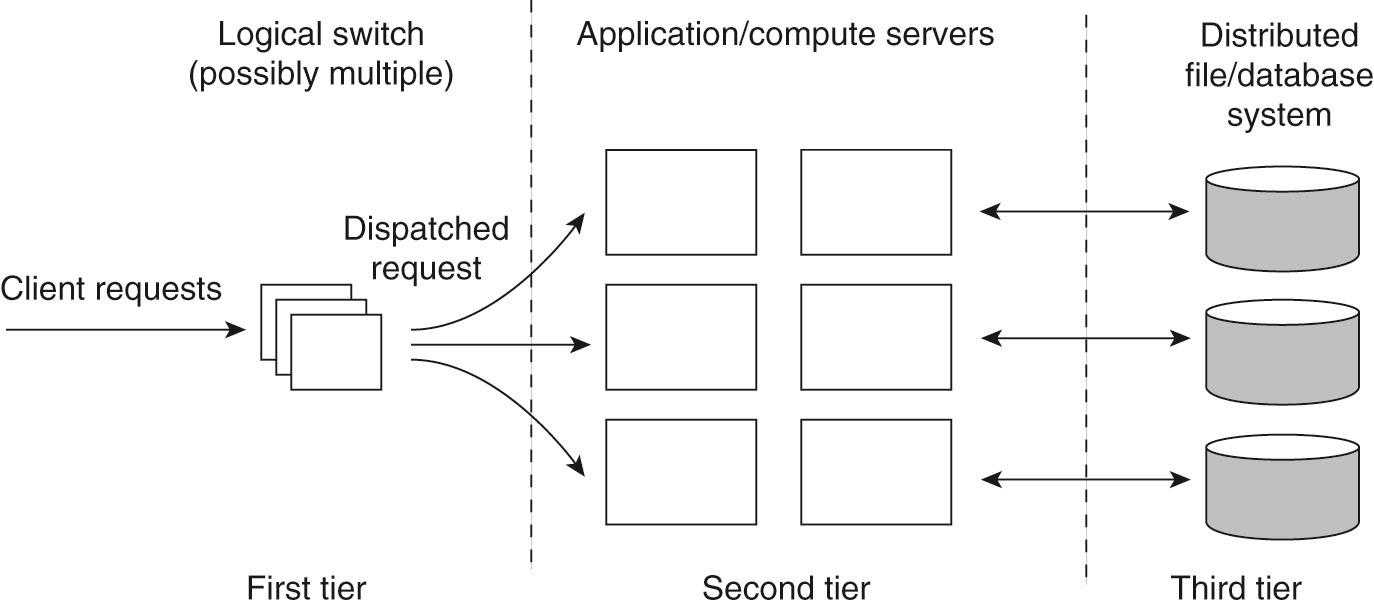 Logical switch
(possibly multiple)
Application/compute servers
Distributed
file/database
system
Dispatched
request
Client requests
First tier
Second tier
Third tier